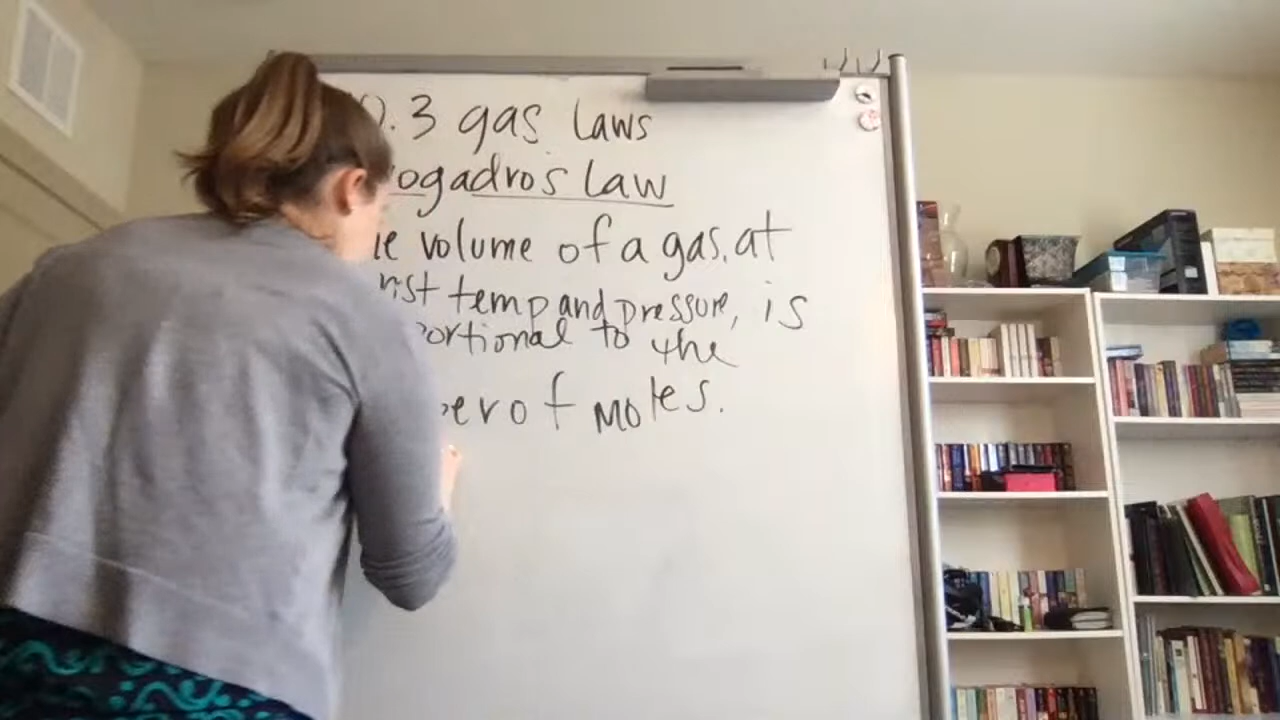 0.3 gas laws
ogadro's law
volume of a gas, at
nst temp and pressure, is
ortional to the
er of moles.